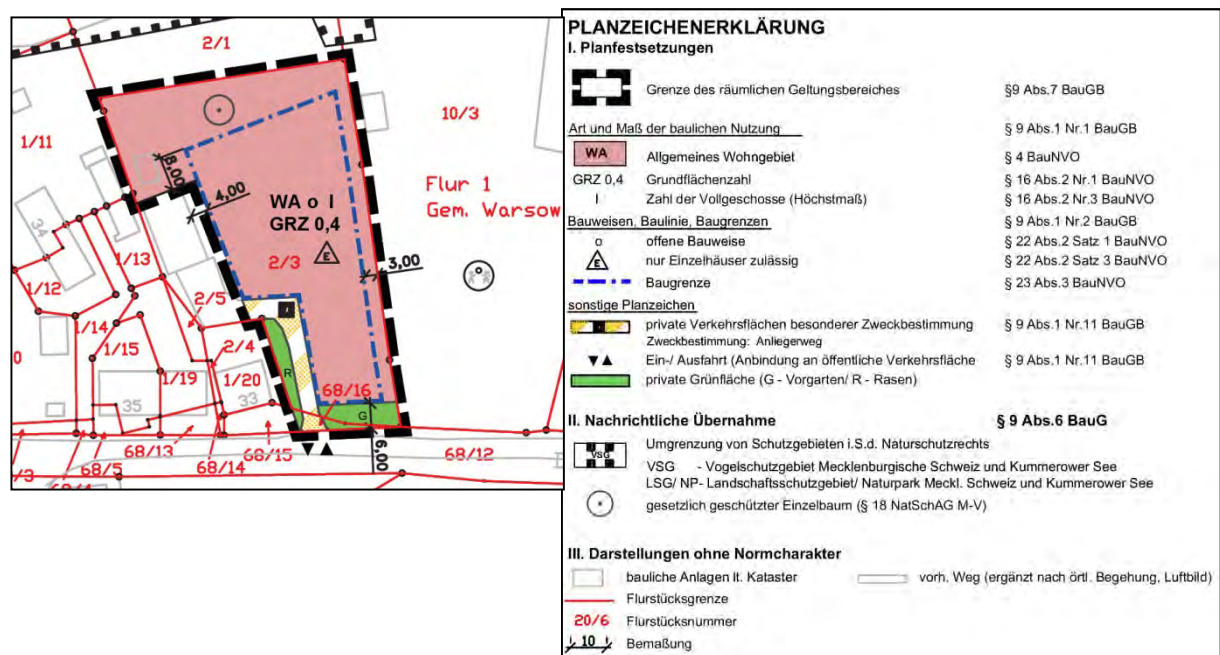 2/1
10/3
1/11
8,00
4,00
Flur 1
Gem. Warsow
WA o I
GRZ 0,4
34
2/3
E
3,00
1/13
1/12
2/5
1/14
1/15
2/4
0
1/19
1/20
R
68/16
35
33
G
6,00
68/13
68/12
/3
68/5
68/14
68/15
PLANZEICHENERKLÄRUNG
I. Planfestsetzungen
Grenze des räumlichen Geltungsbereiches §9 Abs.7 BauGB
Art und Maß der baulichen Nutzung § 9 Abs.1 Nr.1 BauGB
WA Allgemeines Wohngebiet § 4 BauNVO
GRZ 0,4 Grundflächenzahl § 16 Abs.2 Nr.1 BauNVO
I Zahl der Vollgeschosse (Höchstmaß) § 16 Abs.2 Nr.3 BauNVO
Bauweisen, Baulinie, Baugrenzen § 9 Abs.1 Nr.2 BauGB
o offene Bauweise § 22 Abs.2 Satz 1 BauNVO
E nur Einzelhäuser zulässig § 22 Abs.2 Satz 3 BauNVO
Baugrenze § 23 Abs.3 BauNVO
sonstige Planzeichen
private Verkehrsflächen besonderer Zweckbestimmung § 9 Abs.1 Nr.11 BauGB
Zweckbestimmung: Anliegerweg
Ein-/ Ausfahrt (Anbindung an öffentliche Verkehrsfläche § 9 Abs.1 Nr.11 BauGB
private Grünfläche (G - Vorgarten/ R - Rasen)
II. Nachrichtliche Übernahme § 9 Abs.6 BauG
Umgrenzung von Schutzgebieten i.S.d. Naturschutzrechts
VSG
VSG - Vogelschutzgebiet Mecklenburgische Schweiz und Kummerower See
LSG/ NP- Landschaftsschutzgebiet/ Naturpark Meckl. Schweiz und Kummerower See
gesetzlich geschützter Einzelbaum (§ 18 NatSchAG M-V)
III. Darstellungen ohne Normcharakter
bauliche Anlagen lt. Kataster vorh. Weg (ergänzt nach örtl. Begehung, Luftbild)
Flurstücksgrenze
20/6 Flurstücksnummer
10 Bemaßung